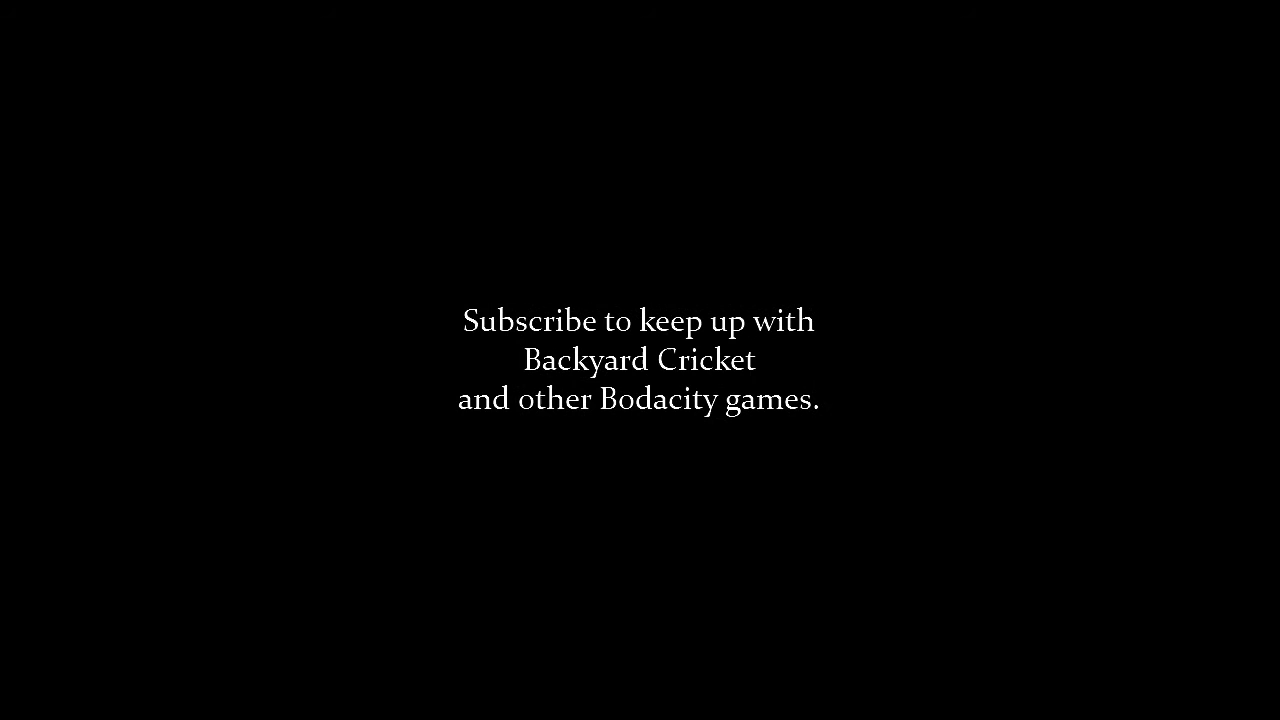 Subscribe to keep up with
Backyard Cricket
and other Bodacity games.